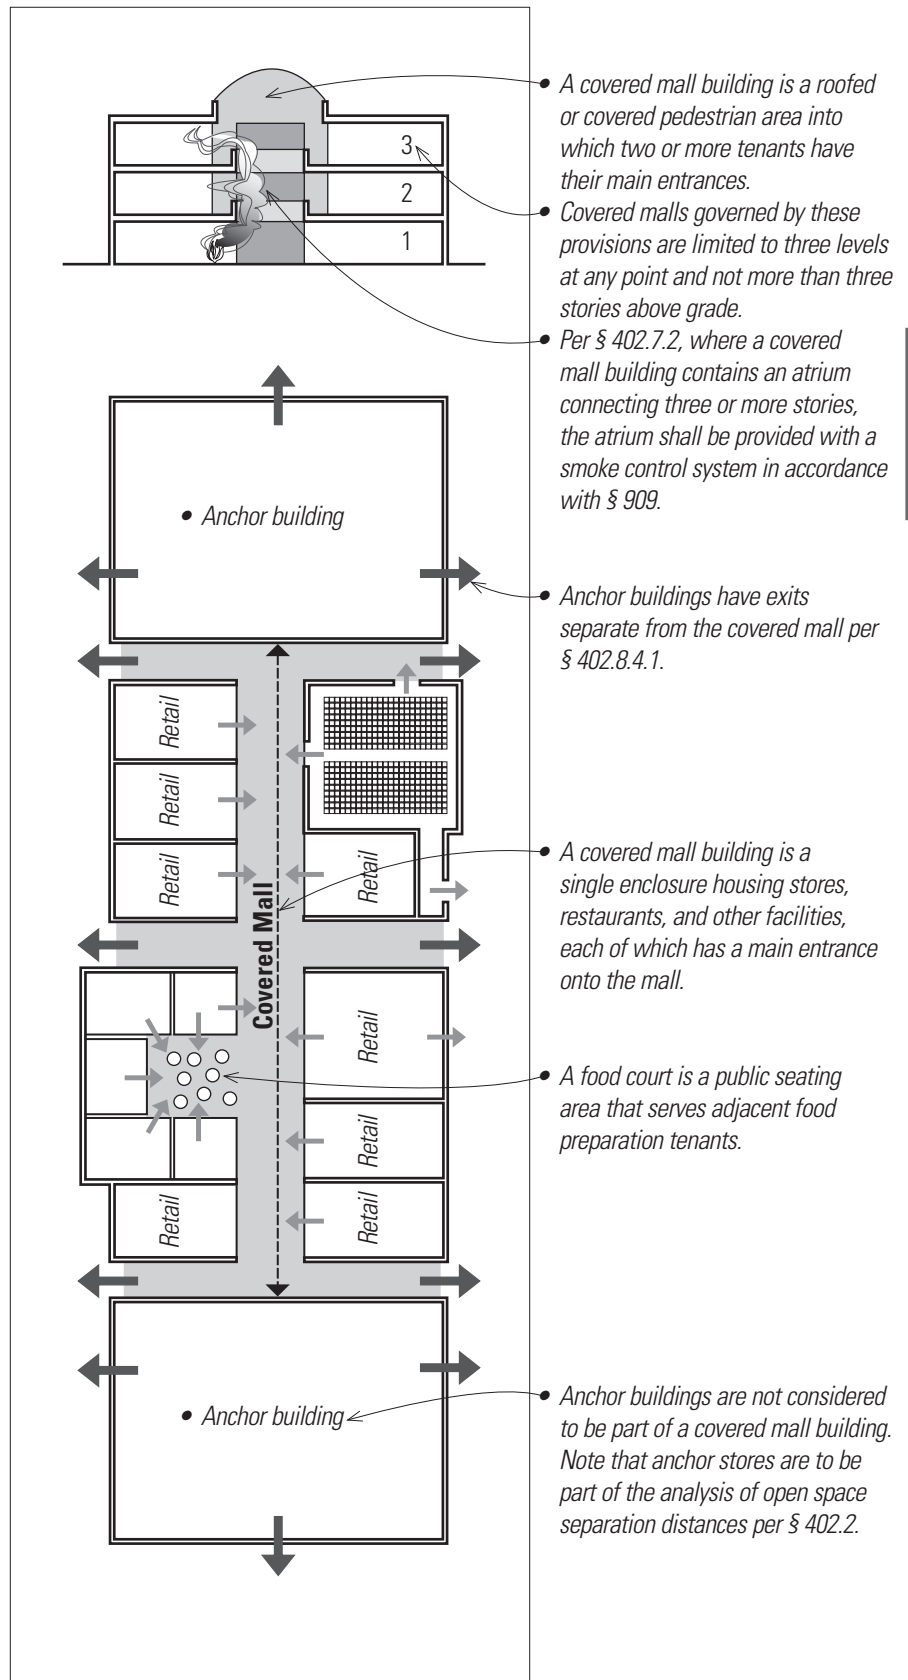 • A covered mall building is a roofed
or covered pedestrian area into
which two or more tenants have
their main entrances.
• Covered malls governed by these
provisions are limited to three levels
at any point and not more than three
stories above grade.
• Per § 402.7.2, where a covered
mall building contains an atrium
connecting three or more stories,
the atrium shall be provided with a
smoke control system in accordance
with § 909.
3
2
1
• Anchor building
• Anchor buildings have exits
separate from the covered mall per
§ 402.8.4.1.
Retail
Retail
Retail
Retail
Covered Mall
• A covered mall building is a
single enclosure housing stores,
restaurants, and other facilities,
each of which has a main entrance
onto the mall.
Retail
• A food court is a public seating
area that serves adjacent food
preparation tenants.
Retail
Retail
Retail
• Anchor building
• Anchor buildings are not considered
to be part of a covered mall building.
Note that anchor stores are to be
part of the analysis of open space
separation distances per § 402.2.